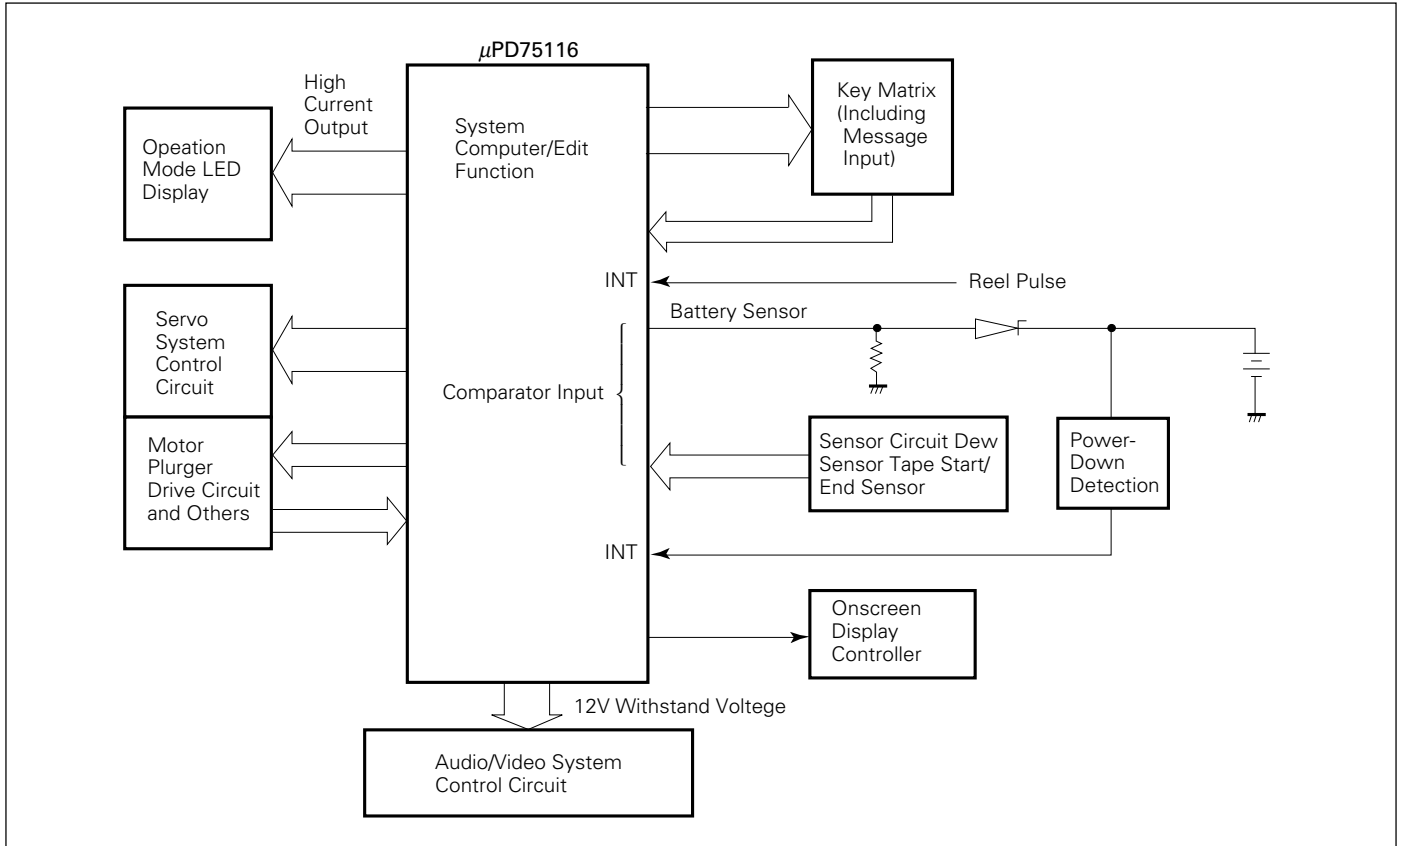 μPD75116
High
Current
Output
Opeation
Mode LED
Display
System
Computer/Edit
Function
Key Matrix
(Including
Message
Input)
INT
Reel Pulse
Battery Sensor
Servo
System
Control
Circuit
Comparator Input
Motor
Plurger
Drive Circuit
and Others
Sensor Circuit Dew
Sensor Tape Start/
End Sensor
Power-
Down
Detection
INT
Onscreen
Display
Controller
12V Withstand Voltege
Audio/Video System
Control Circuit